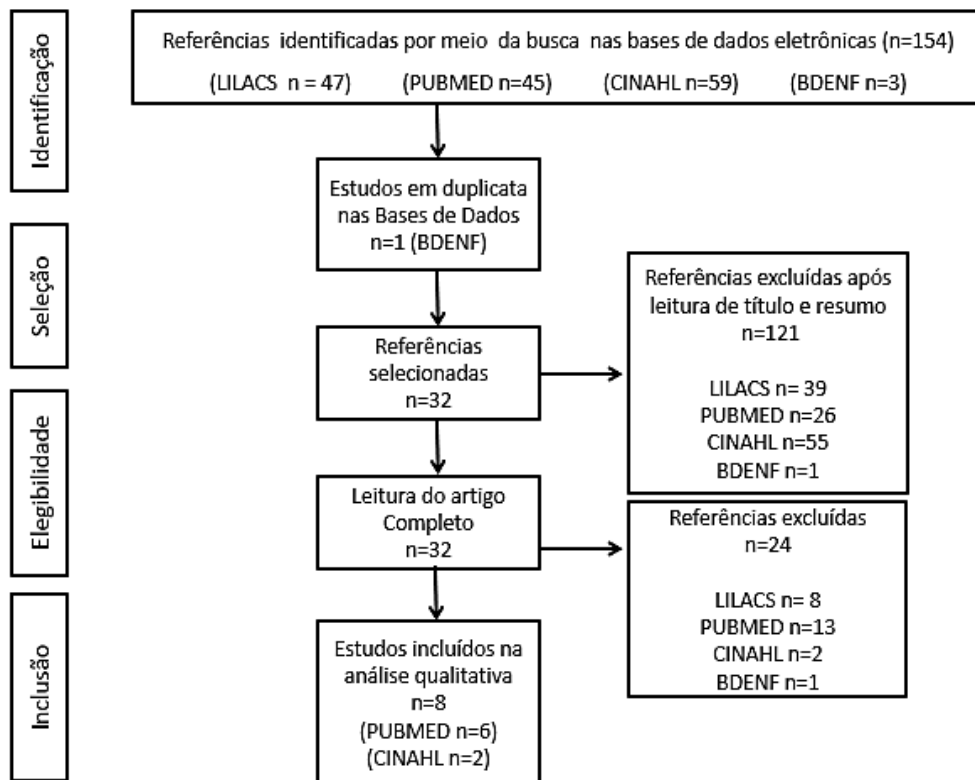 Identificação
Referências identificadas por meio da busca nas bases de dados eletrônicas (n=154)
(LILACS n = 47) (PUBMED n=45) (CINAHL n=59) (BDENF n=3)
Estudos em duplicata
nas Bases de Dados
n=1 (BDENF)
Seleção
Referências
selecionadas
n=32
Referências excluídas após
leitura de título e resumo
n=121
LILACS n= 39
PUBMED n=26
CINAHL n=55
BDENF n=1
Elegibilidade
Leitura do artigo
Completo
n=32
Referências excluídas
n=24
LILACS n= 8
PUBMED n=13
CINAHL n=2
BDENF n=1
Inclusão
Estudos incluídos na
análise qualitativa
n=8
(PUBMED n=6)
(CINAHL n=2)